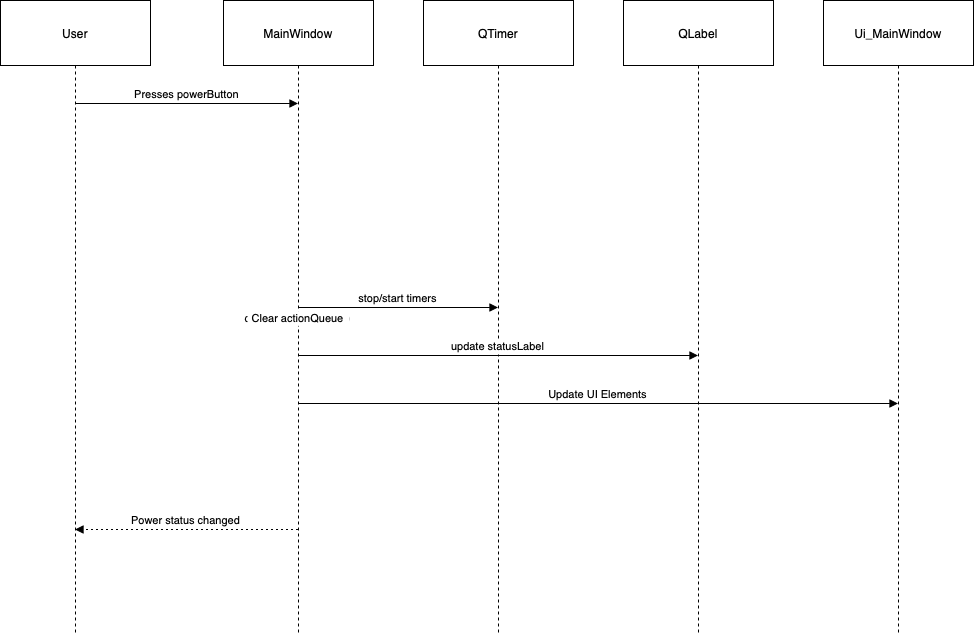 User
MainWindow
QTimer
QLabel
Ui_MainWindow
Presses powerButton
stop/start timers
Clear actionQueue
update statusLabel
Update UI Elements
Power status changed